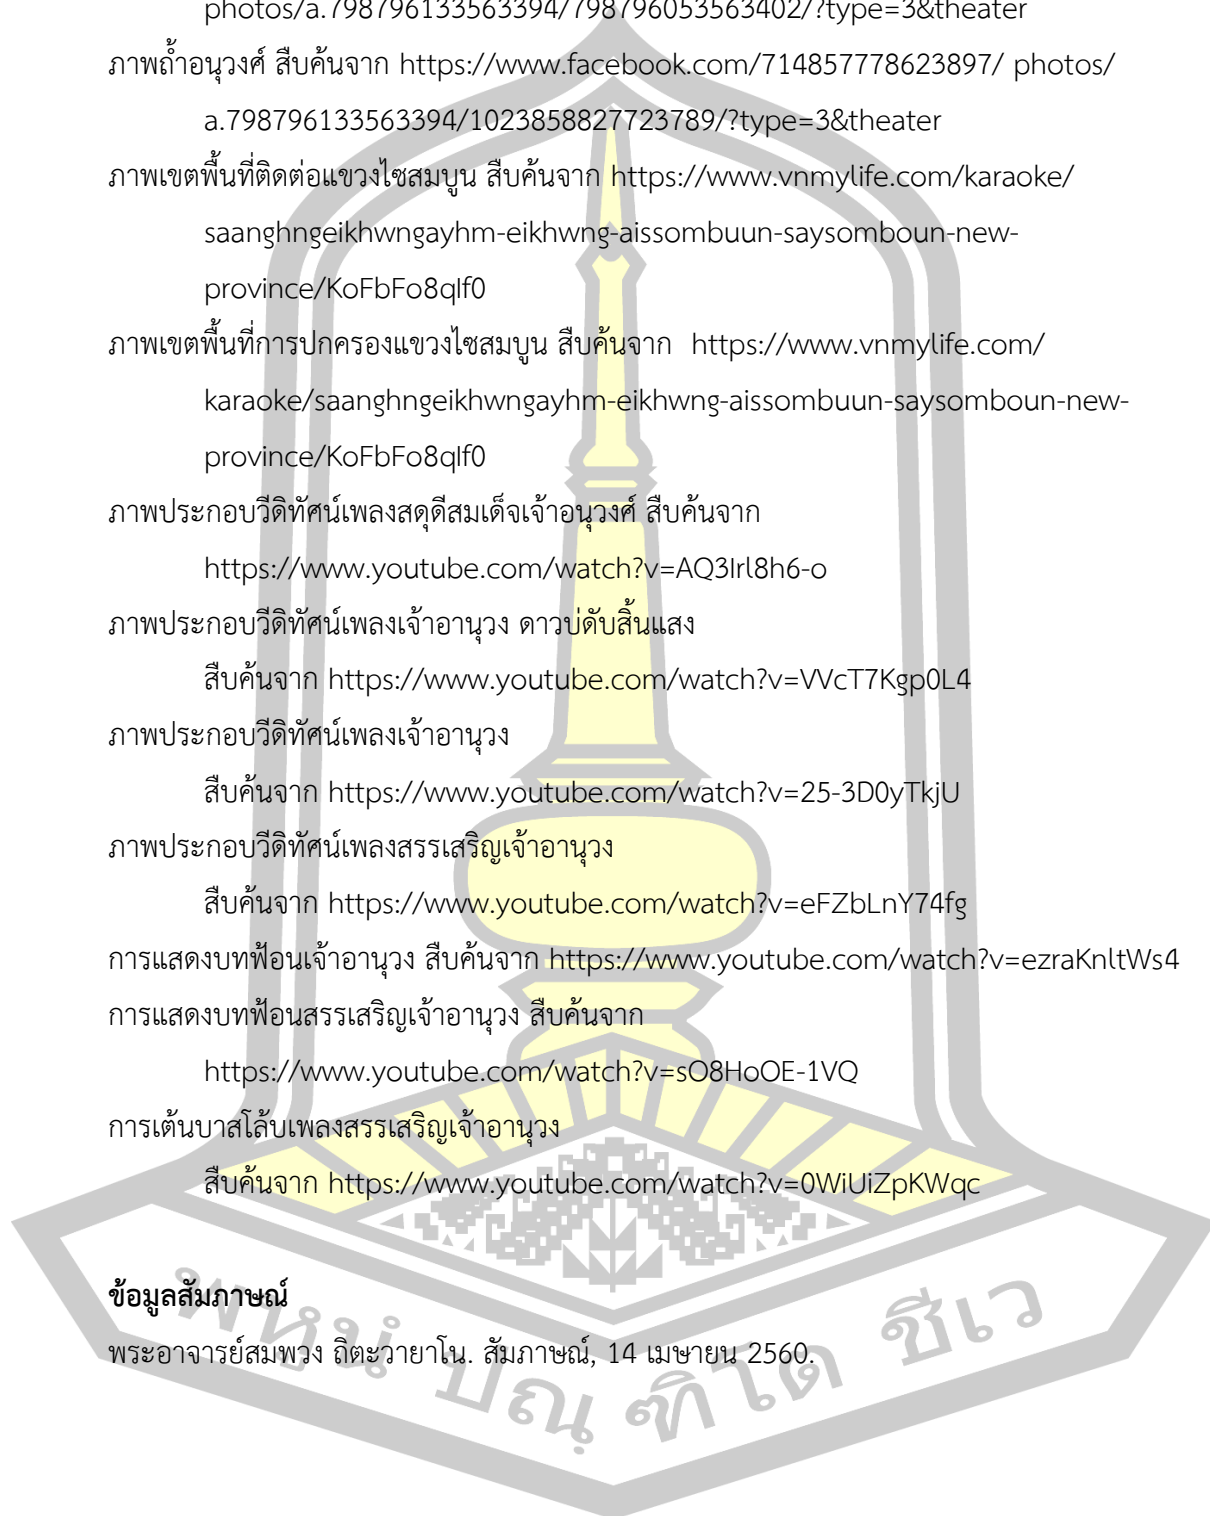 photos/a.798796133563394/798796053563402/?type=3&theater
ภาพถ้ำอนุวงศ์ สืบค้นจาก https://www.facebook.com/714857778623897/ photos/
a.798796133563394/1023858827723789/?type=3&theater
ภาพเขตพื้นที่ติดต่อแขวงไซสมบูน สืบค้นจาก https://www.vnmylife.com/karaoke/
saanghngeikhwngayhm-eikhwng-aissombuun-saysomboun-new-
province/KoFbFo8qIf0
ภาพเขตพื้นที่การปกครองแขวงไซสมบูน สืบค้นจาก https://www.vnmylife.com/
karaoke/saanghngeikhwngayhm-eikhwng-aissombuun-saysomboun-new-
province/KoFbFo8qIf0
ภาพประกอบวีดิทัศน์เพลงสดุดีสมเด็จเจ้าอนุวงศ์ สืบค้นจาก
https://www.youtube.com/watch?v=AQ3Irl8h6-o
ภาพประกอบวีดิทัศน์เพลงเจ้าอานุวง ดาวบ่ดับสิ้นแสง
สืบค้นจาก https://www.youtube.com/watch?v=VVcT7Kgp0L4
ภาพประกอบวีดิทัศน์เพลงเจ้าอานุวง
สืบค้นจาก https://www.youtube.com/watch?v=25-3D0yTkjU
ภาพประกอบวีดิทัศน์เพลงสรรเสริญเจ้าอานุวง
สืบค้นจาก https://www.youtube.com/watch?v=eFZbLnY74fg
การแสดงบทฟ้อนเจ้าอานุวง สืบค้นจาก https://www.youtube.com/watch?v=ezraKnltWs4
การแสดงบทฟ้อนสรรเสริญเจ้าอานุวง สืบค้นจาก
https://www.youtube.com/watch?v=sO8HoOE-1VQ
การเต้นบาสโล้บเพลงสรรเสริญเจ้าอานุวง
สืบค้นจาก https://www.youtube.com/watch?v=0WiUiZpKWqc
ข้อมูลสัมภาษณ์
พระอาจารย์สมพวง ถิตะวายาโน. สัมภาษณ์, 14 เมษายน 2560.
พหูนํ ปณฺฑิโต ชีเว